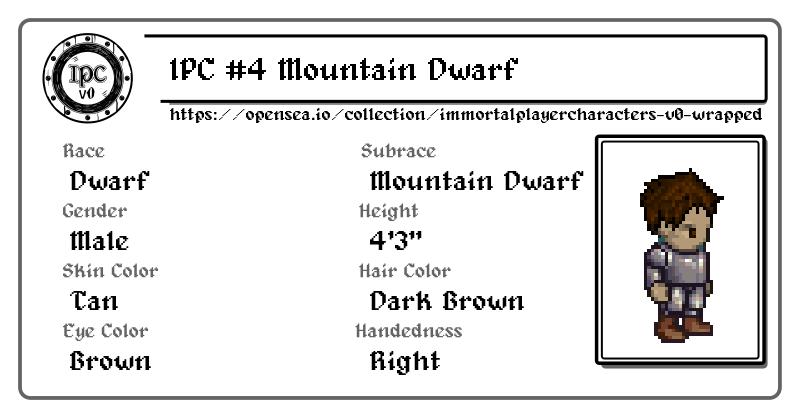 IPC
v0
IPC #4 Mountain Dwarf
https://opensea.io/collection/immortalplayercharacters-v0-wrapped
Race
Dwarf
Subrace
Mountain Dwarf
Gender
Male
Height
4'3"
Skin Color
Tan
Hair Color
Dark Brown
Eye Color
Brown
Handedness
Right